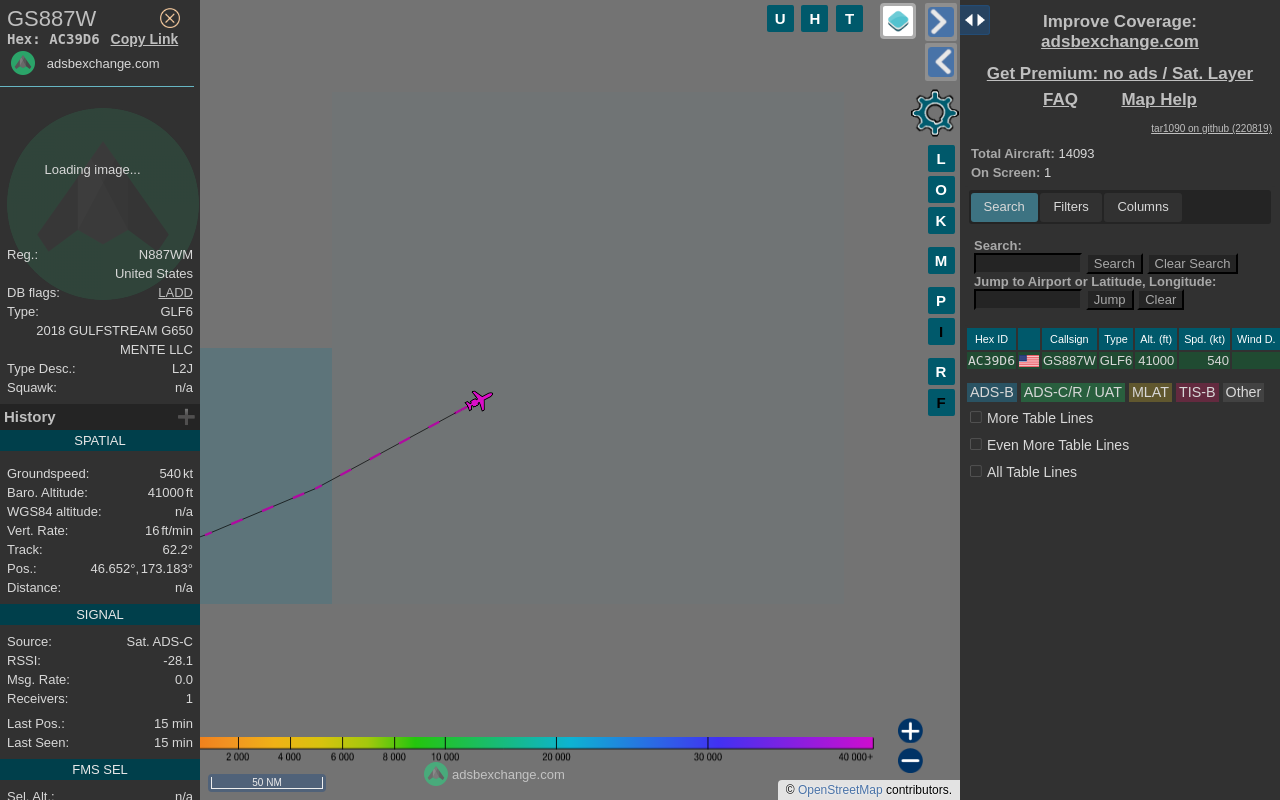 GS887W
Hex: AC39D6 Copy Link
adsbexchange.com
Loading image...
Reg.: N887WM
United States
DB flags: LADD
Type: GLF6
2018 GULFSTREAM G650
MENTE LLC
Type Desc.: L2J
Squawk: n/a
History
SPATIAL
Groundspeed: 540 kt
Baro. Altitude: 41000 ft
WGS84 altitude: n/a
Vert. Rate: 16 ft/min
Track: 62.2°
Pos.: 46.652°, 173.183°
Distance: n/a
SIGNAL
Source: Sat. ADS-C
RSSI: -28.1
Msg. Rate: 0.0
Receivers: 1
Last Pos.: 15 min
Last Seen: 15 min
FMS SEL
Sel. Alt.: n/a
U H T
L
O
K
M
P
I
R
F
2 000 4 000 6 000 8 000 10 000 20 000 30 000 40 000+
adsbexchange.com
50 NM
© OpenStreetMap contributors.
Improve Coverage:
adsbexchange.com
Get Premium: no ads / Sat. Layer
FAQ Map Help
tar1090 on github (220819)
Total Aircraft: 14093
On Screen: 1
Search Filters Columns
Search:
Search Clear Search
Jump to Airport or Latitude, Longitude:
Jump Clear
Hex ID Callsign Type Alt. (ft) Spd. (kt) Wind D.
AC39D6 GS887W GLF6 41000 540
ADS-B ADS-C/R / UAT MLAT TIS-B Other
More Table Lines
Even More Table Lines
All Table Lines